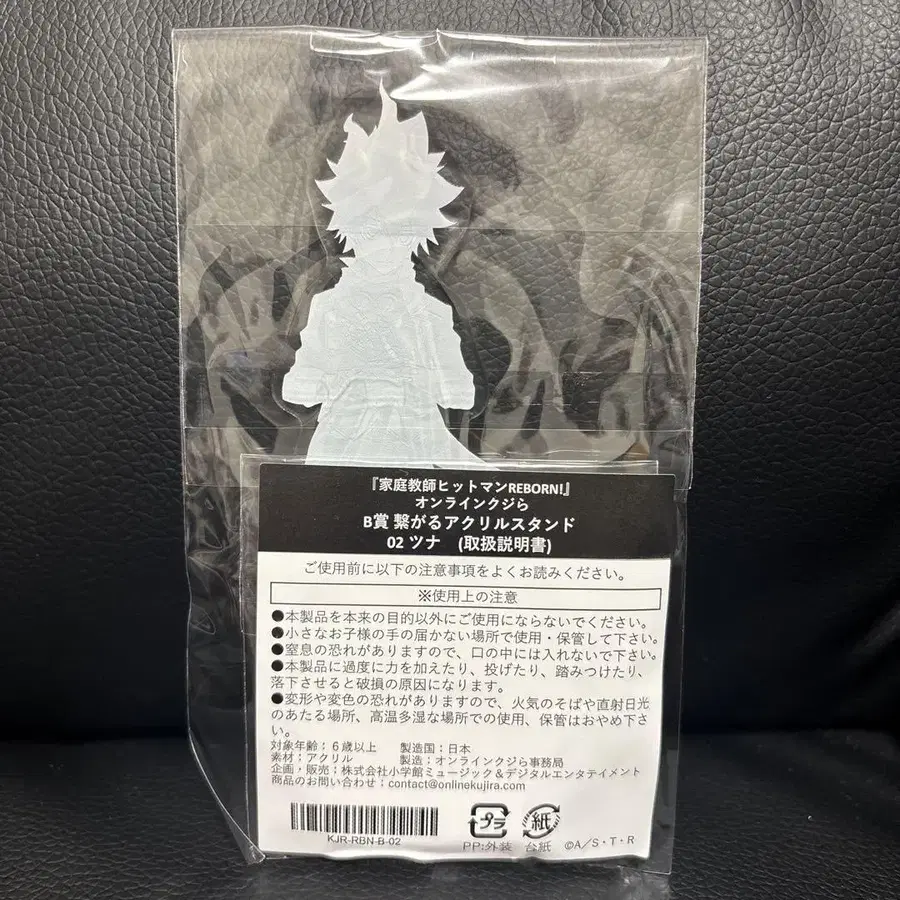 『家庭教師ヒットマンREBORN!』
オンラインクジら
B賞 繋がるアクリルスタンド
02 ツナ (取扱説明書)
ご使用前に以下の注意事項をよくお読みください。
※使用上の注意
●本製品を本来の目的以外にご使用にならないでください。
●小さなお子様の手の届かない場所で使用・保管して下さい。
●窒息の恐れがありますので、口の中には入れないで下さい。
●本製品に過度に力を加えたり、投げたり、踏みつけたり、
落下させると破損の原因になります。
●変形や変色の恐れがありますので、火気のそばや直射日光
のあたる場所、高温多湿な場所での使用、保管はおやめ下さ
い。
対象年齢：6歳以上 製造国：日本
素材：アクリル 製造：オンラインクジら事務局
企画・販売：株式会社小学館ミュージック＆デジタルエンタテイメント
商品のお問い合わせ：contact@onlinekujira.com
KJR-RBN-B-02
プラ
PP:外装
紙
台紙
©A／S・T・R